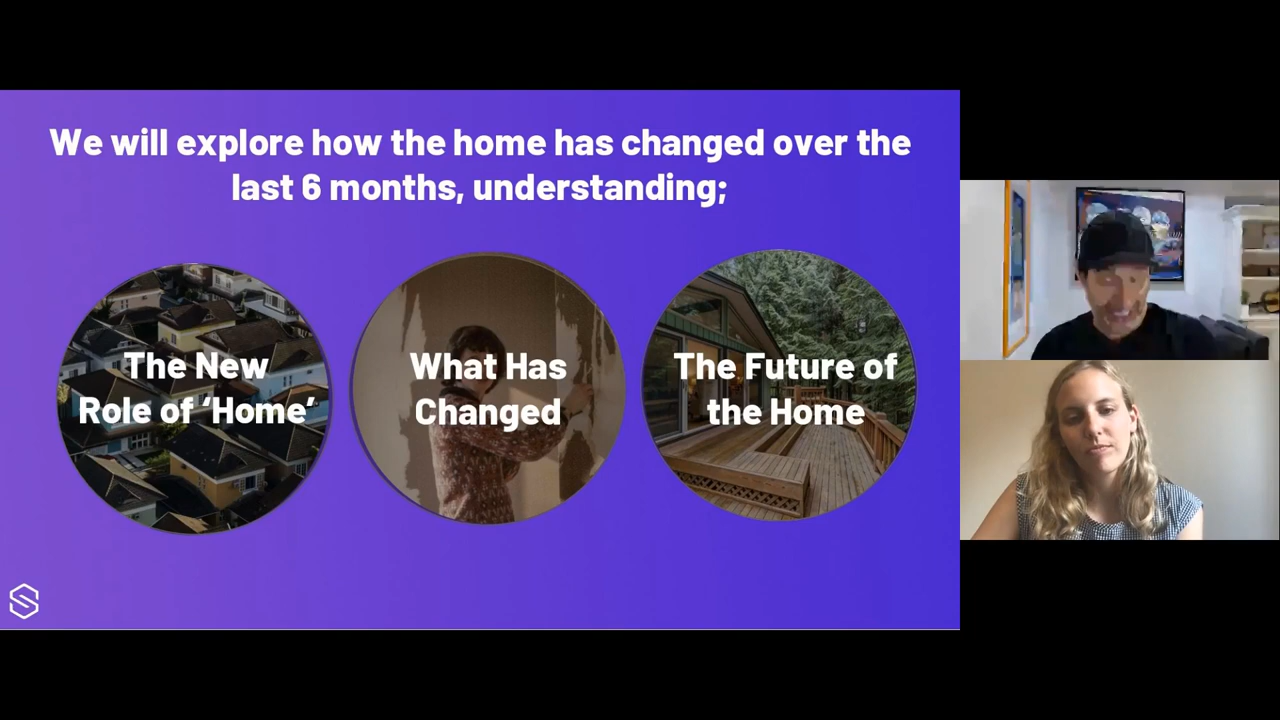 We will explore how the home has changed over the
last 6 months, understanding;
The New
Role of ‘Home’
What Has
Changed
The Future of
the Home